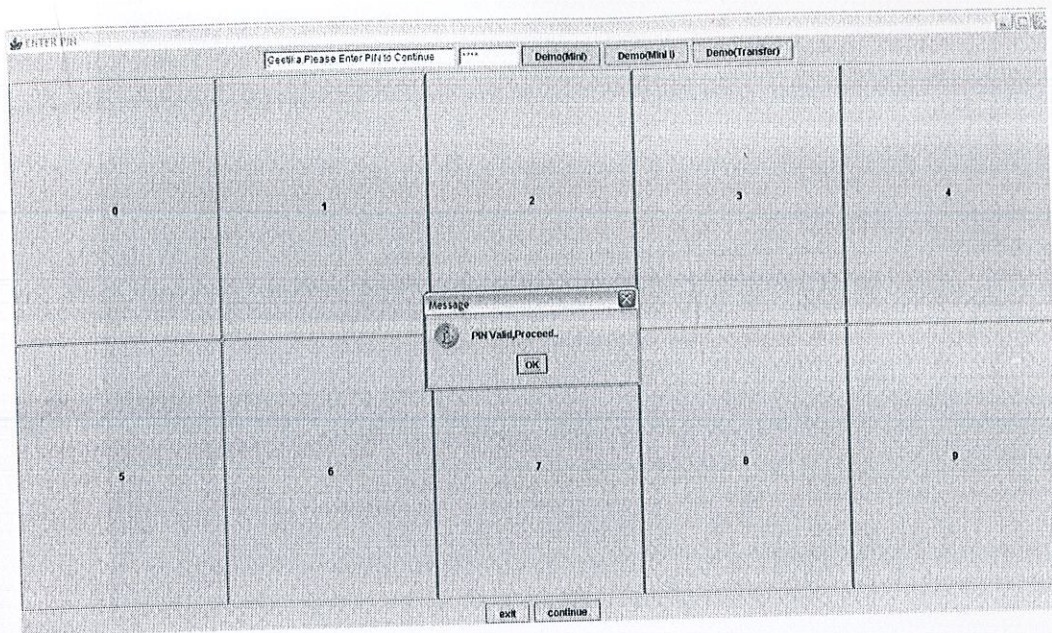 ENTER PIN
Geetika,Please Enter PIN to Continue **** Demo(Mini) Demo(Mini I) Demo(Transfer)
0 1 2 3 4
Message
PIN Valid,Proceed..
OK
5 6 7 8 9
exit continue